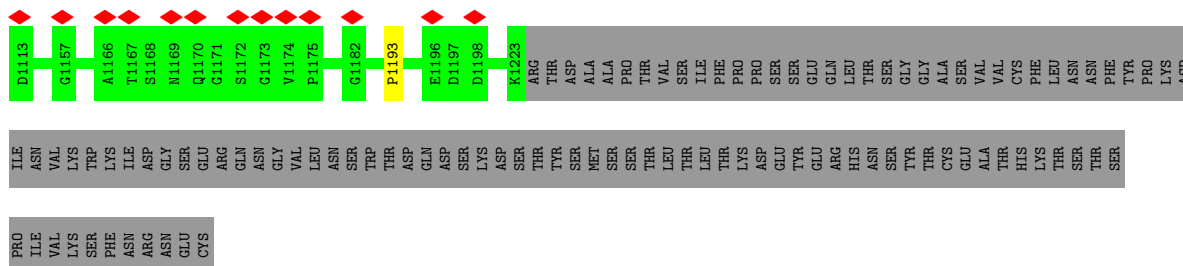 D1113 G1157 A1166 T1167 S1168 N1169 Q1170 G1171 S1172 G1173 V1174 P1175 G1182 P1193 E1196 D1197 D1198 K1223 ARG THR ASP ALA ALA PRO THR VAL SER ILE PHE PRO PRO SER SER GLU GLN LEU THR SER GLY GLY ALA SER VAL VAL CYS PHE LEU ASN ASN PHE TYR PRO LYS ASP
ILE ASN VAL LYS TRP LYS ILE ASP GLY SER GLU ARG GLN ASN GLY VAL LEU ASN SER TRP THR ASP GLN ASP SER LYS ASP SER THR TYR SER MET SER SER THR LEU THR LEU THR LYS ASP GLU TYR GLU ARG HIS ASN SER TYR THR CYS GLU ALA THR HIS LYS THR SER THR SER
PRO ILE VAL LYS SER PHE ASN ARG ASN GLU CYS